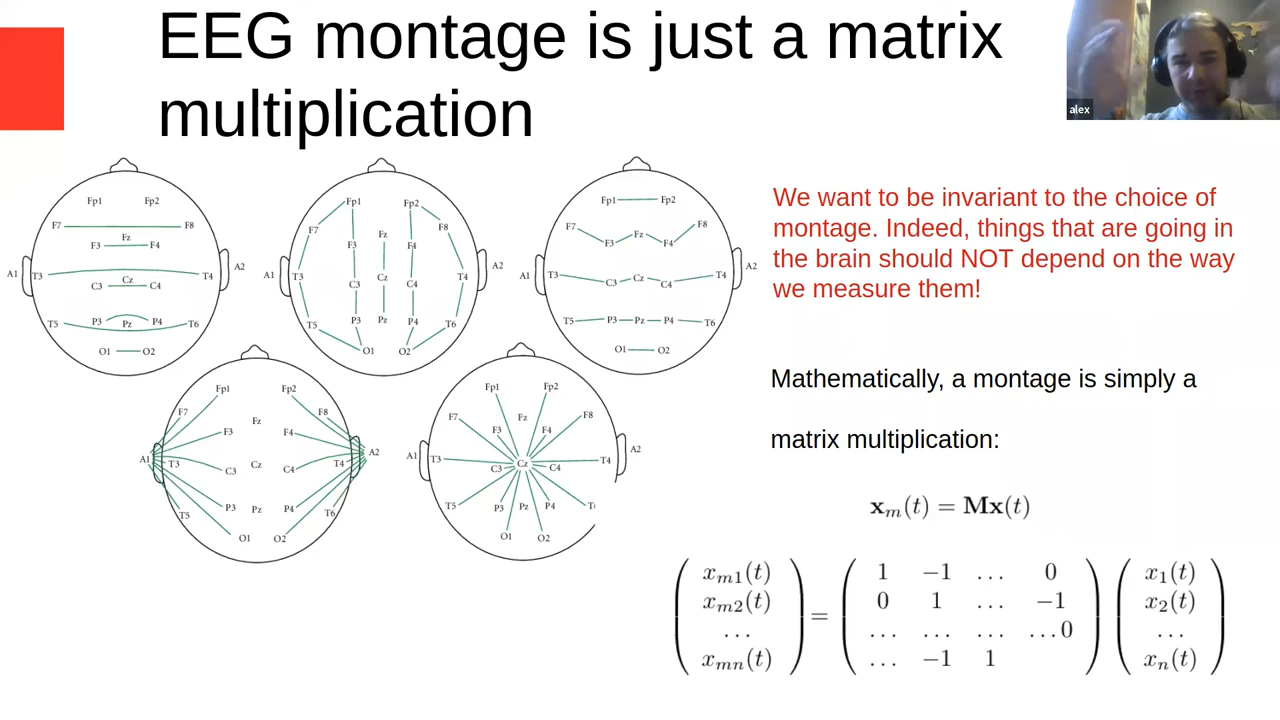 EEG montage is just a matrix
multiplication
alex
Fp1 Fp2
F7 F8
Fz
F3 F4
A1 T3 T4 A2
Cz
C3 C4
T5 P3 Pz P4 T6
O1 O2
Fp1 Fp2
F7 F8
Fz
F3 F4
A1 T3 Cz T4 A2
C3 C4
T5 P3 Pz P4 T6
O1 O2
Fp1 Fp2
F7 F8
F3 Fz F4
A1 T3 C3 Cz C4 T4 A2
T5 P3 Pz P4 T6
O1 O2
Fp1 Fp2
F7 F8
Fz
F3 F4
A1 T3 Cz T4 A2
C3 C4
T5 P3 Pz P4 T6
O1 O2
Fp1 Fp2
F7 Fz F8
F3 F4
A1 T3 Cz T4 A2
C3 C4
T5 P3 Pz P4
O1 O2
We want to be invariant to the choice of
montage. Indeed, things that are going in
the brain should NOT depend on the way
we measure them!
Mathematically, a montage is simply a
matrix multiplication:
x_m(t) = Mx(t)
x_m1(t) 1 −1 … 0 x_1(t)
x_m2(t) = 0 1 … −1 x_2(t)
… … … … …0 …
x_mn(t) … −1 1 x_n(t)